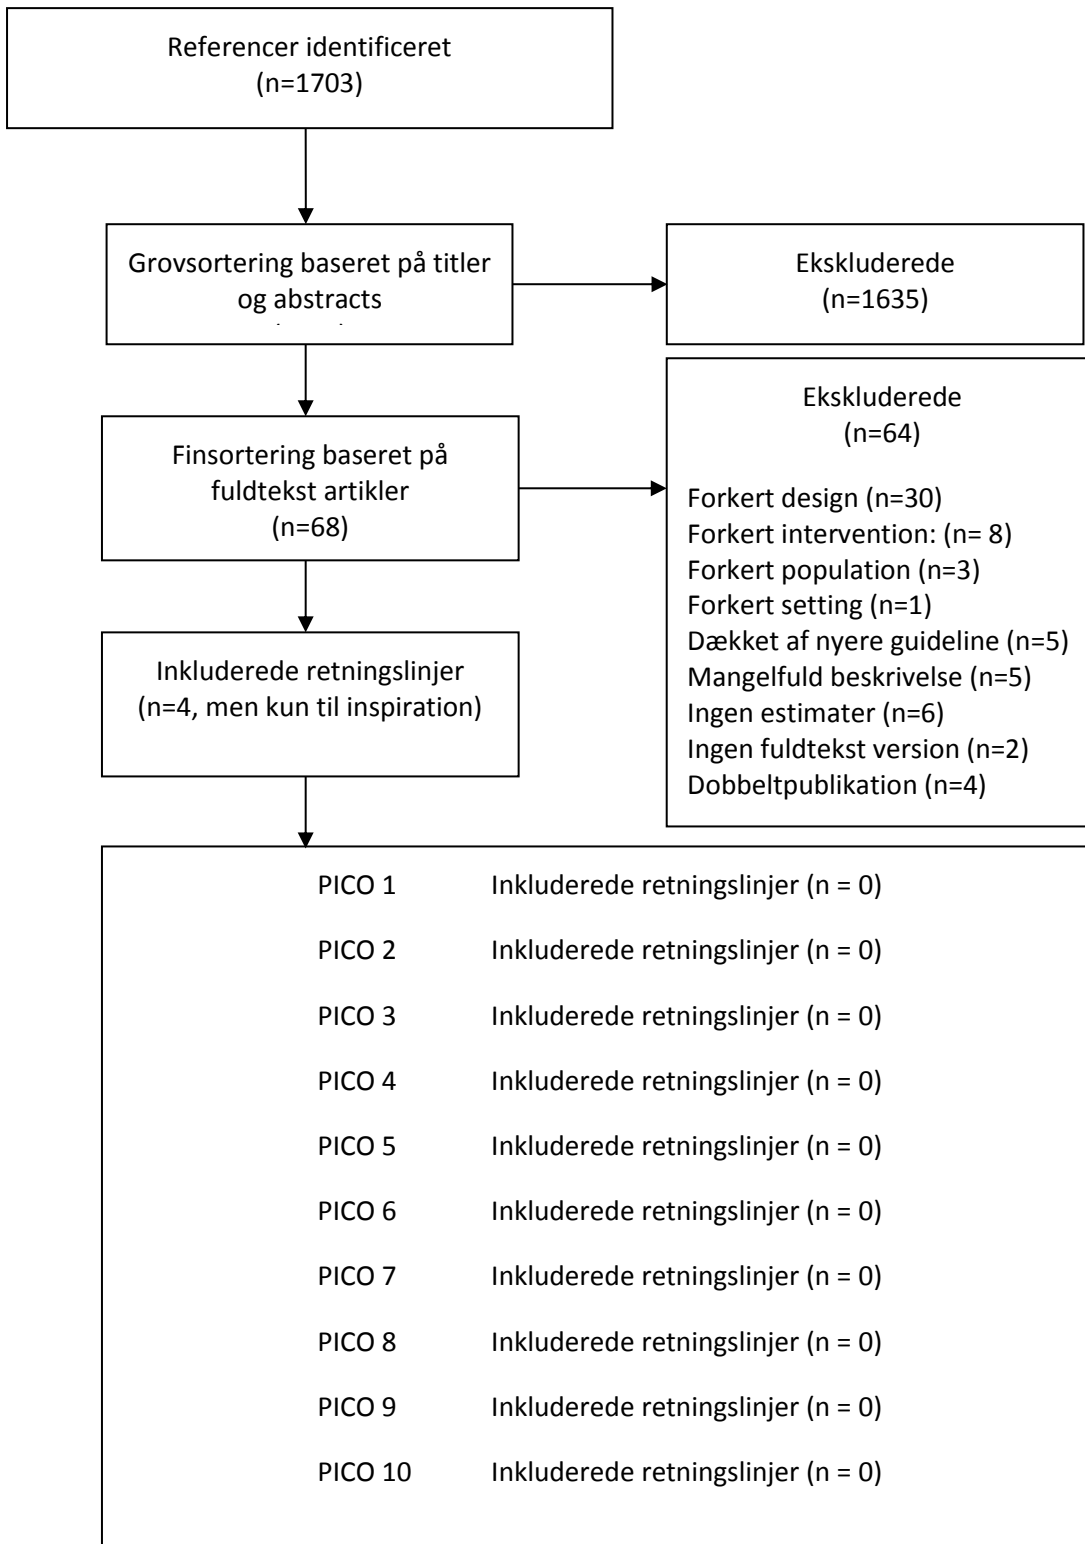 Referencer identificeret
(n=1703)
Grovsortering baseret på titler
og abstracts
Ekskluderede
(n=1635)
Finsortering baseret på
fuldtekst artikler
(n=68)
Ekskluderede
(n=64)
Forkert design (n=30)
Forkert intervention: (n= 8)
Forkert population (n=3)
Forkert setting (n=1)
Dækket af nyere guideline (n=5)
Mangelfuld beskrivelse (n=5)
Ingen estimater (n=6)
Ingen fuldtekst version (n=2)
Dobbeltpublikation (n=4)
Inkluderede retningslinjer
(n=4, men kun til inspiration)
PICO 1 Inkluderede retningslinjer (n = 0)
PICO 2 Inkluderede retningslinjer (n = 0)
PICO 3 Inkluderede retningslinjer (n = 0)
PICO 4 Inkluderede retningslinjer (n = 0)
PICO 5 Inkluderede retningslinjer (n = 0)
PICO 6 Inkluderede retningslinjer (n = 0)
PICO 7 Inkluderede retningslinjer (n = 0)
PICO 8 Inkluderede retningslinjer (n = 0)
PICO 9 Inkluderede retningslinjer (n = 0)
PICO 10 Inkluderede retningslinjer (n = 0)